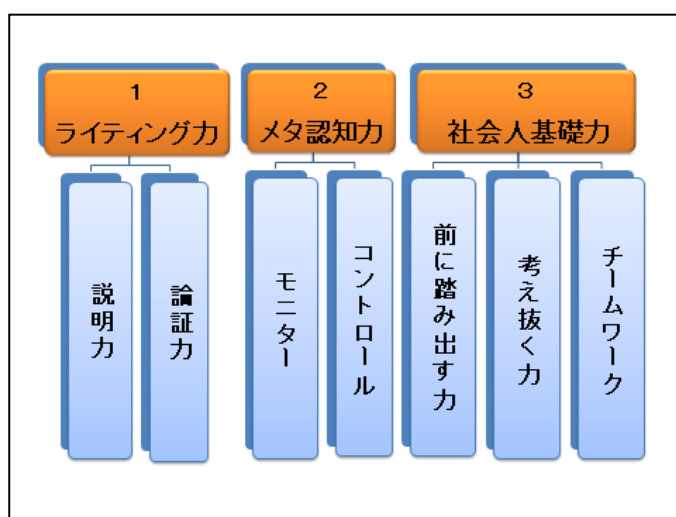 1
ライティング力
2
メタ認知力
3
社会人基礎力
説明力
論証力
モニター
コントロール
前に踏み出す力
考え抜く力
チームワーク